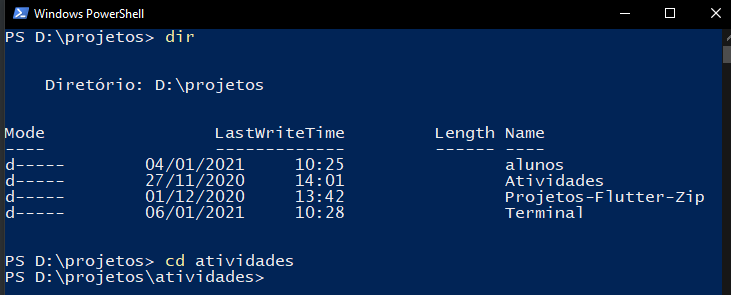 Windows PowerShell
PS D:\projetos> dir
Diretório: D:\projetos
Mode LastWriteTime Length Name
---- ------------- ------ ----
d----- 04/01/2021 10:25 alunos
d----- 27/11/2020 14:01 Atividades
d----- 01/12/2020 13:42 Projetos-Flutter-Zip
d----- 06/01/2021 10:28 Terminal
PS D:\projetos> cd atividades
PS D:\projetos\atividades>